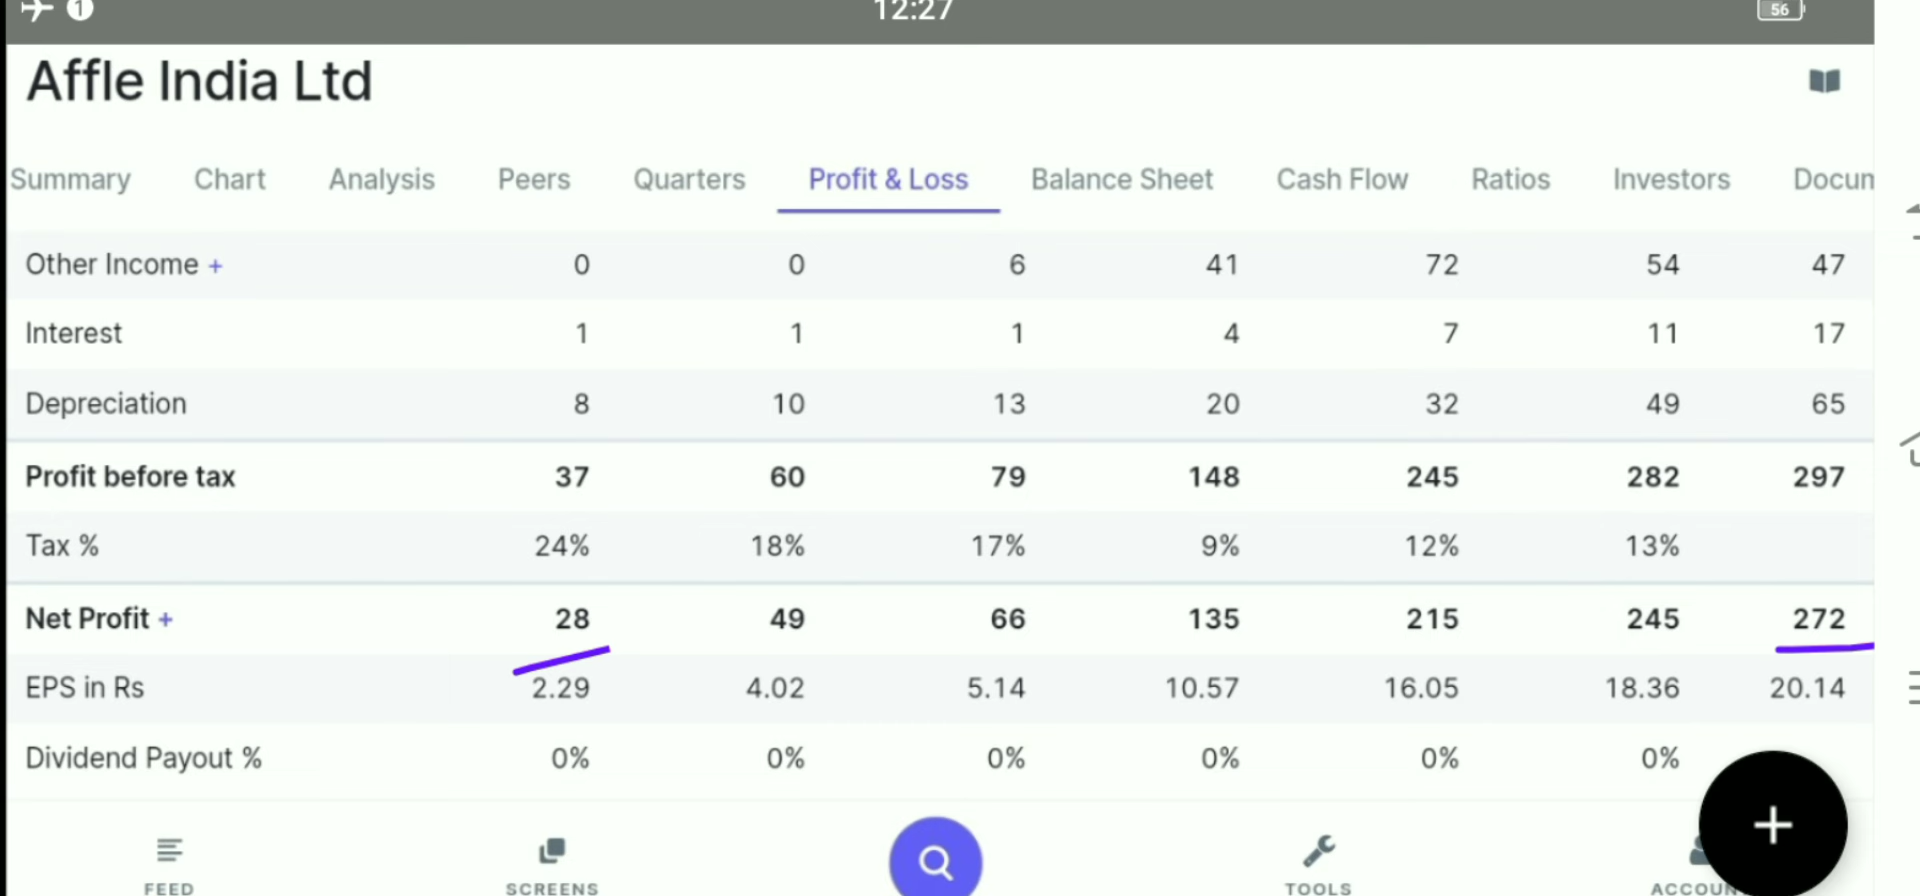 1 12:27 56
Affle India Ltd
Summary Chart Analysis Peers Quarters Profit & Loss Balance Sheet Cash Flow Ratios Investors Docum
Other Income + 0 0 6 41 72 54 47
Interest 1 1 1 4 7 11 17
Depreciation 8 10 13 20 32 49 65
Profit before tax 37 60 79 148 245 282 297
Tax % 24% 18% 17% 9% 12% 13%
Net Profit + 28 49 66 135 215 245 272
EPS in Rs 2.29 4.02 5.14 10.57 16.05 18.36 20.14
Dividend Payout % 0% 0% 0% 0% 0% 0%
+
FEED SCREENS TOOLS ACCOUN